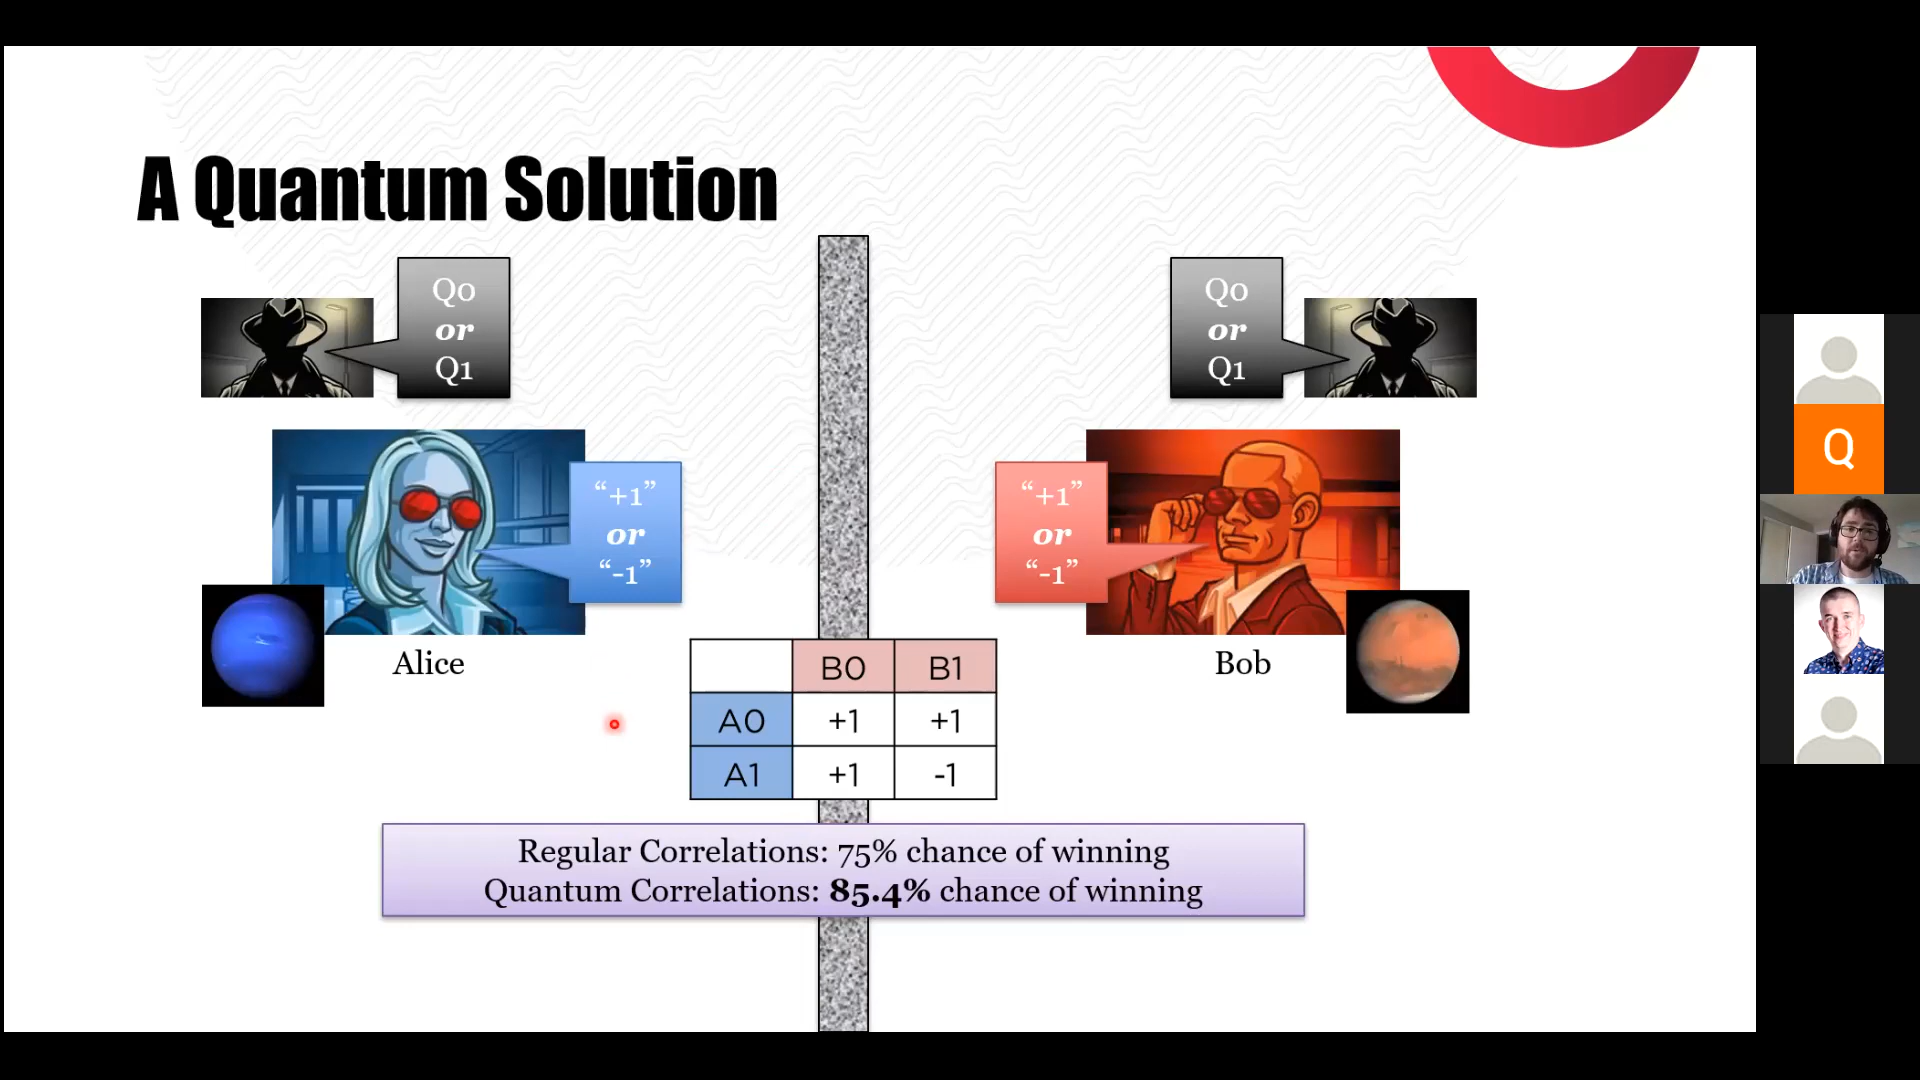 A Quantum Solution
Q0
or
Q1
Q0
or
Q1
“+1”
or
“-1”
“+1”
or
“-1”
Alice
Bob
B0 B1
A0 +1 +1
A1 +1 -1
Regular Correlations: 75% chance of winning
Quantum Correlations: 85.4% chance of winning
Q